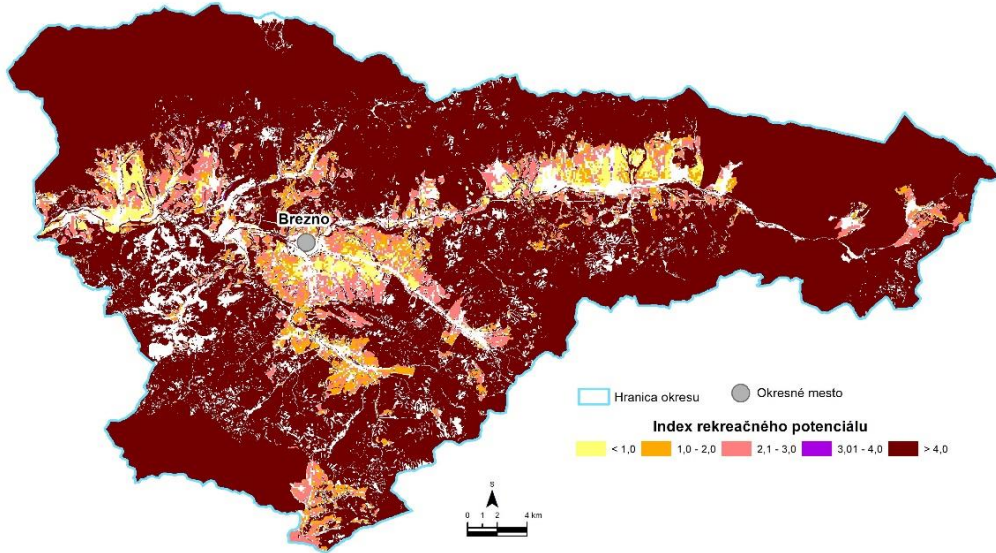 Brezno
Hranica okresu
Okresné mesto
Index rekreačného potenciálu
< 1,0
1,0 - 2,0
2,1 - 3,0
3,01 - 4,0
> 4,0
S
0 1 2 4 km